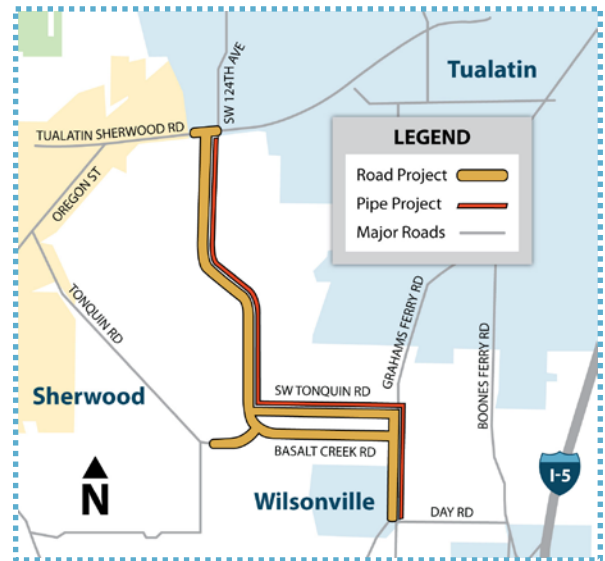 SW 124TH AVE
Tualatin
TUALATIN SHERWOOD RD
LEGEND
Road Project
Pipe Project
Major Roads
OREGON ST
TONQUIN RD
GRAHAMS FERRY RD
BOONES FERRY RD
Sherwood
SW TONQUIN RD
BASALT CREEK RD
N
Wilsonville
I-5
DAY RD